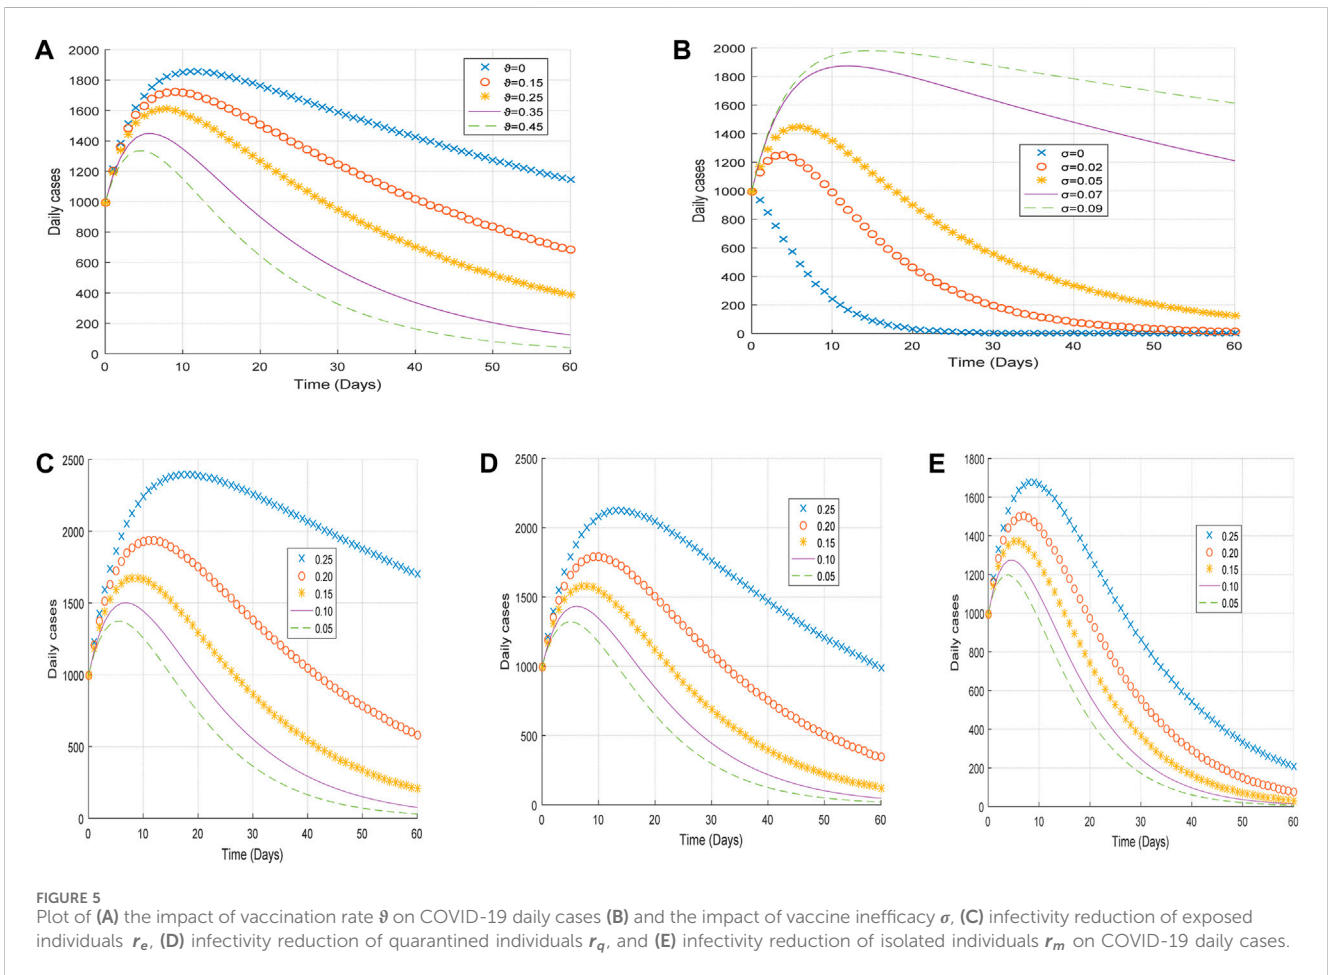 A
2000
1800
1600
1400
1200
1000
800
600
400
200
0
Daily cases
0 10 20 30 40 50 60
Time (Days)
ϑ=0
ϑ=0.15
ϑ=0.25
ϑ=0.35
ϑ=0.45
B
2000
1800
1600
1400
1200
1000
800
600
400
200
0
Daily cases
0 10 20 30 40 50 60
Time (Days)
σ=0
σ=0.02
σ=0.05
σ=0.07
σ=0.09
C
2500
2000
1500
1000
500
0
Daily cases
0 10 20 30 40 50 60
Time (Days)
0.25
0.20
0.15
0.10
0.05
D
2500
2000
1500
1000
500
0
Daily cases
0 10 20 30 40 50 60
Time (Days)
0.25
0.20
0.15
0.10
0.05
E
1800
1600
1400
1200
1000
800
600
400
200
0
Daily cases
0 10 20 30 40 50 60
Time (Days)
0.25
0.20
0.15
0.10
0.05
FIGURE 5
Plot of (A) the impact of vaccination rate ϑ on COVID-19 daily cases (B) and the impact of vaccine inefficacy σ, (C) infectivity reduction of exposed
individuals re, (D) infectivity reduction of quarantined individuals rq, and (E) infectivity reduction of isolated individuals rm on COVID-19 daily cases.